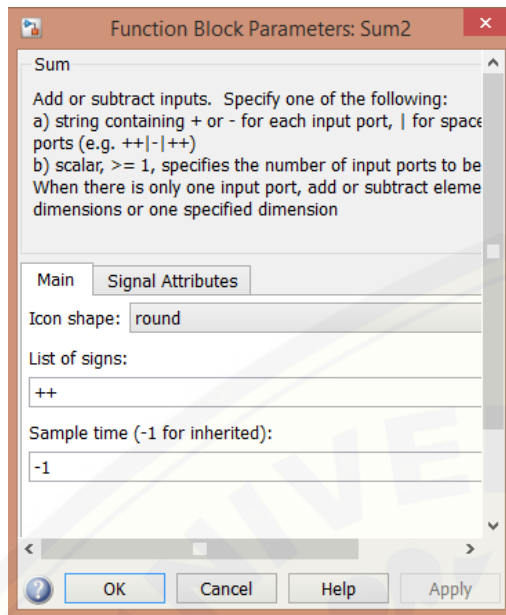 Function Block Parameters: Sum2
×
Sum
Add or subtract inputs. Specify one of the following:
a) string containing + or - for each input port, | for space
ports (e.g. ++|-|++)
b) scalar, >= 1, specifies the number of input ports to be
When there is only one input port, add or subtract eleme
dimensions or one specified dimension
Main Signal Attributes
Icon shape: round
List of signs:
++
Sample time (-1 for inherited):
-1
? OK Cancel Help Apply